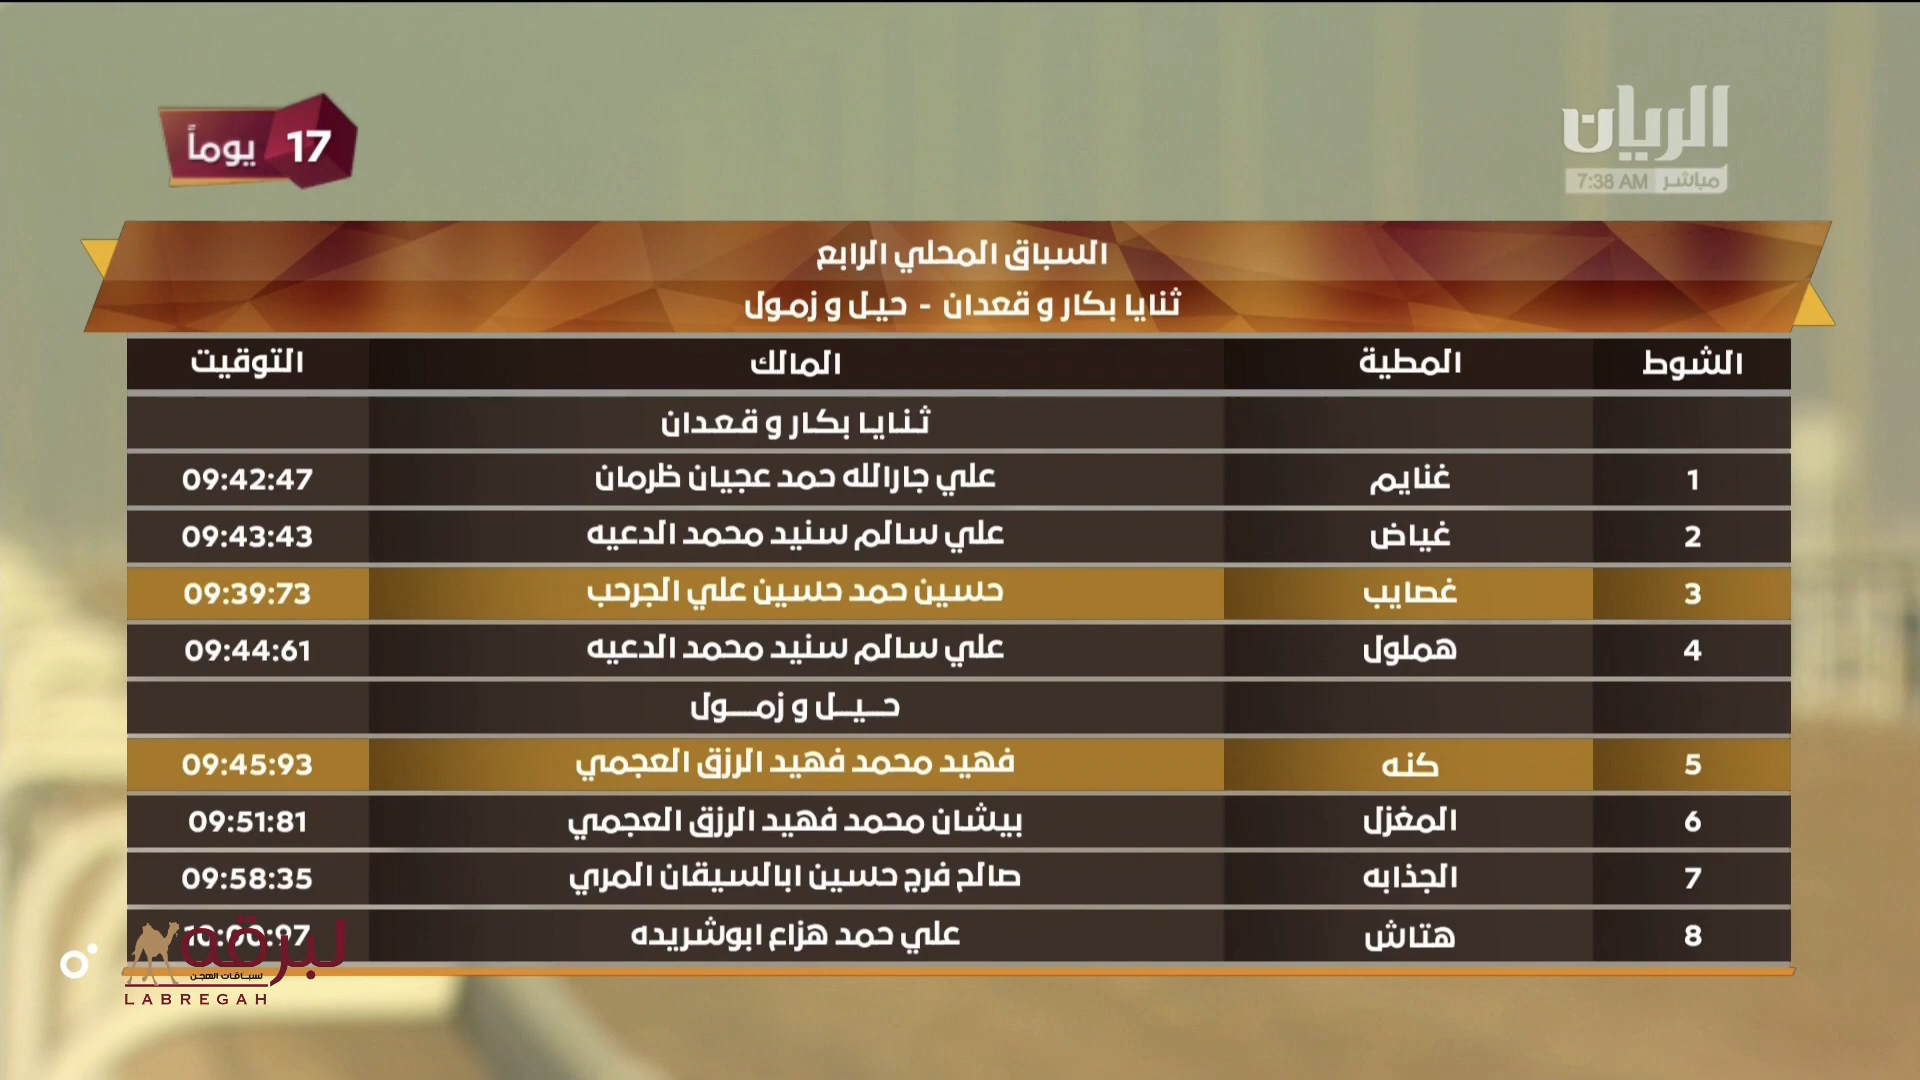 17 يوماً
الريان
مباشر 7:38 AM
السباق المحلي الرابع
ثنايا بكار و قعدان - حيل و زمول
الشوط المطية المالك التوقيت
ثنايا بكار و قعدان
1 غنايم علي جارالله حمد عجيان ظرمان 09:42:47
2 غياض علي سالم سنيد محمد الدعيه 09:43:43
3 غصايب حسين حمد حسين علي الجرحب 09:39:73
4 هملول علي سالم سنيد محمد الدعيه 09:44:61
حـــيـــل و زمـــول
5 كنه فهيد محمد فهيد الرزق العجمي 09:45:93
6 المغزل بيشان محمد فهيد الرزق العجمي 09:51:81
7 الجذابه صالح فرج حسين ابالسيقان المري 09:58:35
8 هتاش علي حمد هزاع ابوشريده
لبرقه
لسباقات الهجن
LABREGAH